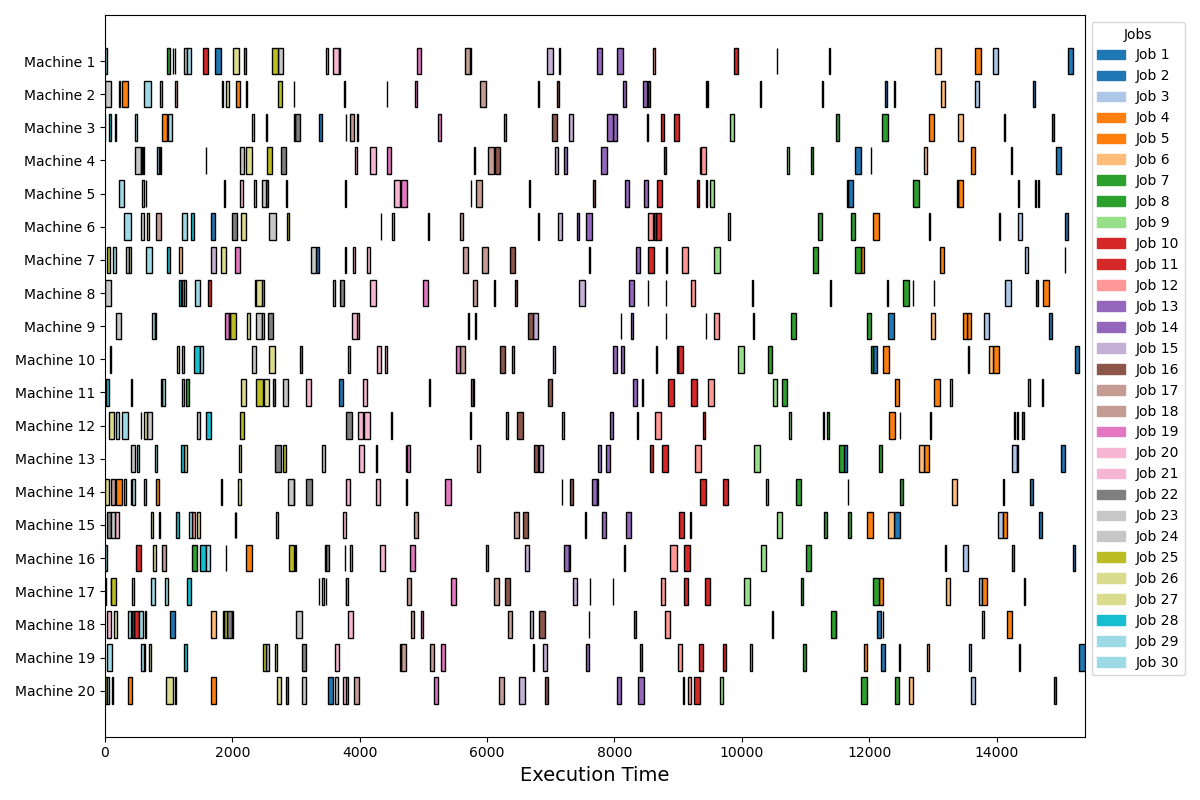 Machine 1
Machine 2
Machine 3
Machine 4
Machine 5
Machine 6
Machine 7
Machine 8
Machine 9
Machine 10
Machine 11
Machine 12
Machine 13
Machine 14
Machine 15
Machine 16
Machine 17
Machine 18
Machine 19
Machine 20
0 2000 4000 6000 8000 10000 12000 14000
Execution Time
Jobs
Job 1
Job 2
Job 3
Job 4
Job 5
Job 6
Job 7
Job 8
Job 9
Job 10
Job 11
Job 12
Job 13
Job 14
Job 15
Job 16
Job 17
Job 18
Job 19
Job 20
Job 21
Job 22
Job 23
Job 24
Job 25
Job 26
Job 27
Job 28
Job 29
Job 30